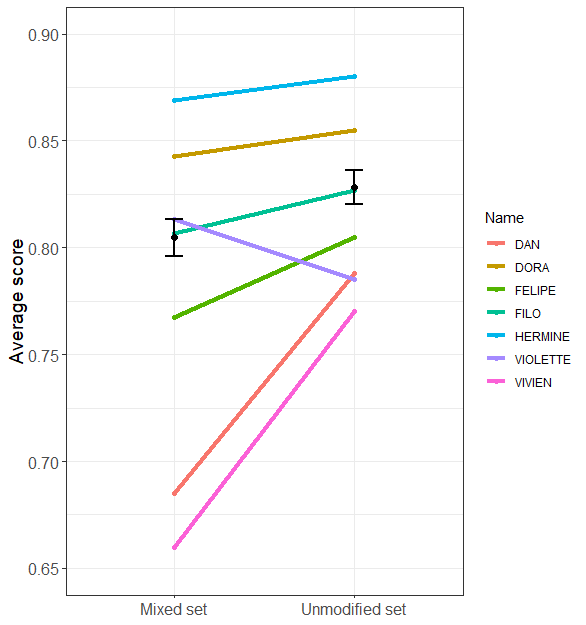 Average score
0.90
0.85
0.80
0.75
0.70
0.65
Mixed set
Unmodified set
Name
DAN
DORA
FELIPE
FILO
HERMINE
VIOLETTE
VIVIEN